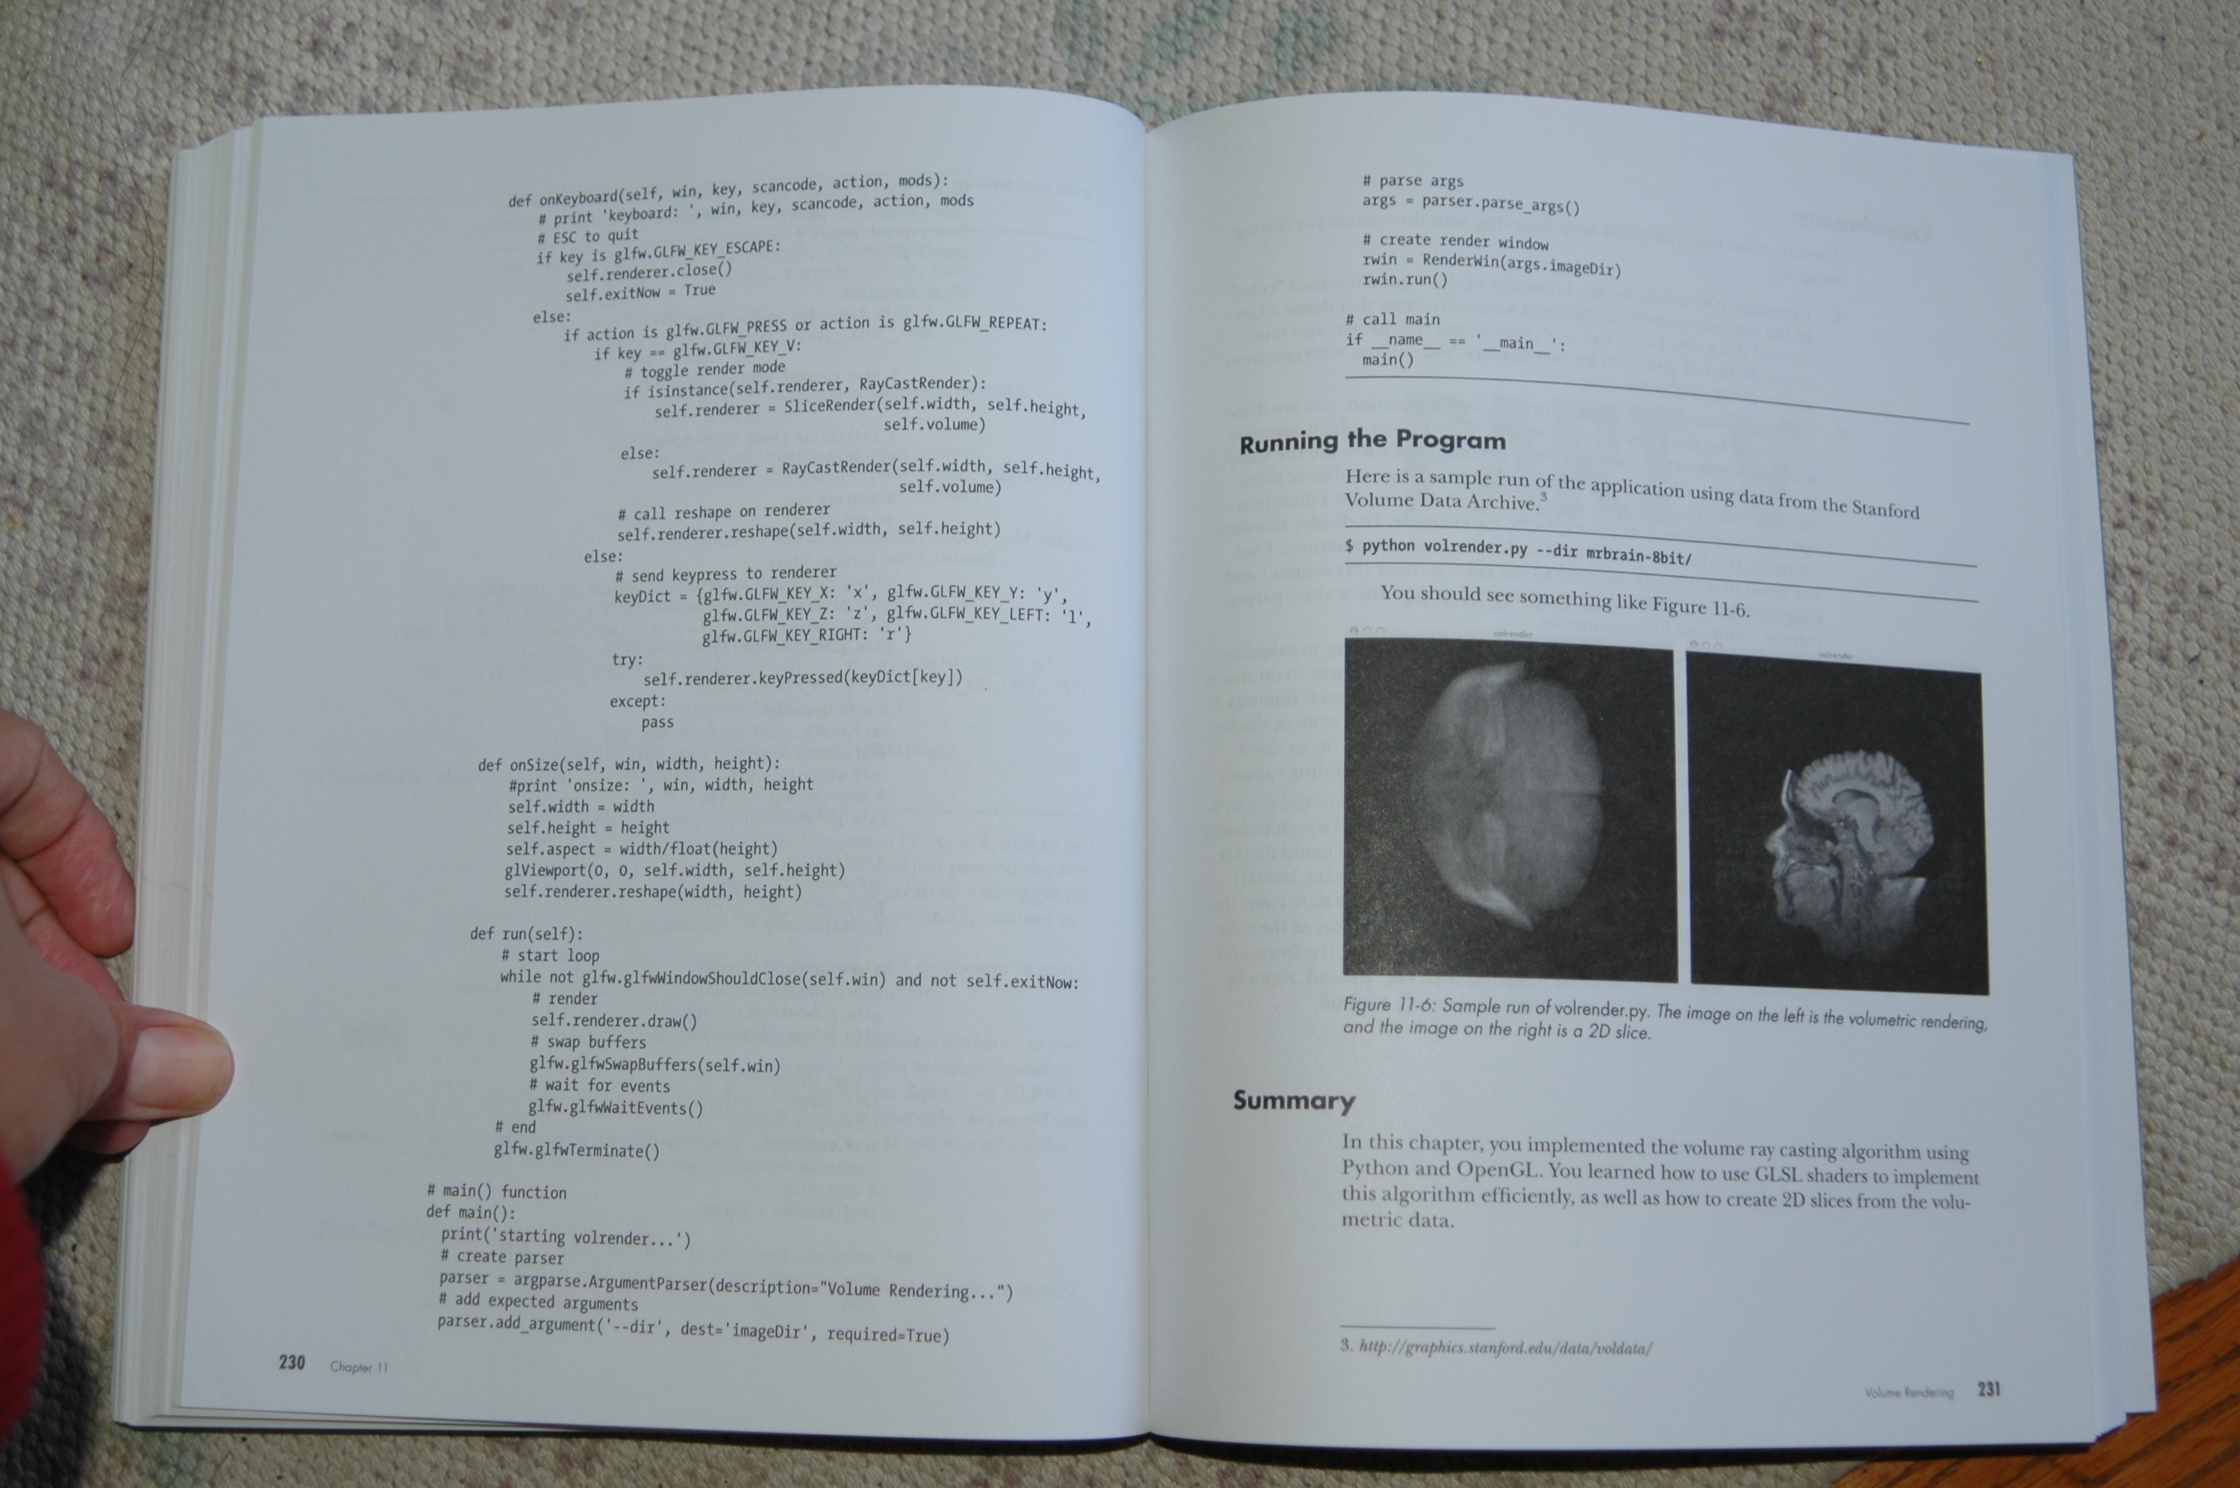 def onKeyboard(self, win, key, scancode, action, mods):
    # print 'keyboard: ', win, key, scancode, action, mods
    # ESC to quit
    if key is glfw.GLFW_KEY_ESCAPE:
        self.renderer.close()
        self.exitNow = True
    else:
        if action is glfw.GLFW_PRESS or action is glfw.GLFW_REPEAT:
            if key == glfw.GLFW_KEY_V:
                # toggle render mode
                if isinstance(self.renderer, RayCastRender):
                    self.renderer = SliceRender(self.width, self.height,
                                                self.volume)
                else:
                    self.renderer = RayCastRender(self.width, self.height,
                                                  self.volume)
                # call reshape on renderer
                self.renderer.reshape(self.width, self.height)
            else:
                # send keypress to renderer
                keyDict = {glfw.GLFW_KEY_X: 'x', glfw.GLFW_KEY_Y: 'y',
                           glfw.GLFW_KEY_Z: 'z', glfw.GLFW_KEY_LEFT: 'l',
                           glfw.GLFW_KEY_RIGHT: 'r'}
                try:
                    self.renderer.keyPressed(keyDict[key])
                except:
                    pass
def onSize(self, win, width, height):
    #print 'onsize: ', win, width, height
    self.width = width
    self.height = height
    self.aspect = width/float(height)
    glViewport(0, 0, self.width, self.height)
    self.renderer.reshape(width, height)
def run(self):
    # start loop
    while not glfw.glfwWindowShouldClose(self.win) and not self.exitNow:
        # render
        self.renderer.draw()
        # swap buffers
        glfw.glfwSwapBuffers(self.win)
        # wait for events
        glfw.glfwWaitEvents()
    # end
    glfw.glfwTerminate()
# main() function
def main():
  print('starting volrender...')
  # create parser
  parser = argparse.ArgumentParser(description="Volume Rendering...")
  # add expected arguments
  parser.add_argument('--dir', dest='imageDir', required=True)
230 Chapter 11
  # parse args
  args = parser.parse_args()
  # create render window
  rwin = RenderWin(args.imageDir)
  rwin.run()
# call main
if __name__ == '__main__':
  main()
Running the Program
Here is a sample run of the application using data from the Stanford
Volume Data Archive.3
$ python volrender.py --dir mrbrain-8bit/
You should see something like Figure 11-6.
volrender
volrender
Figure 11-6: Sample run of volrender.py. The image on the left is the volumetric rendering,
and the image on the right is a 2D slice.
Summary
In this chapter, you implemented the volume ray casting algorithm using
Python and OpenGL. You learned how to use GLSL shaders to implement
this algorithm efficiently, as well as how to create 2D slices from the volu-
metric data.
3. http://graphics.stanford.edu/data/voldata/
Volume Rendering 231